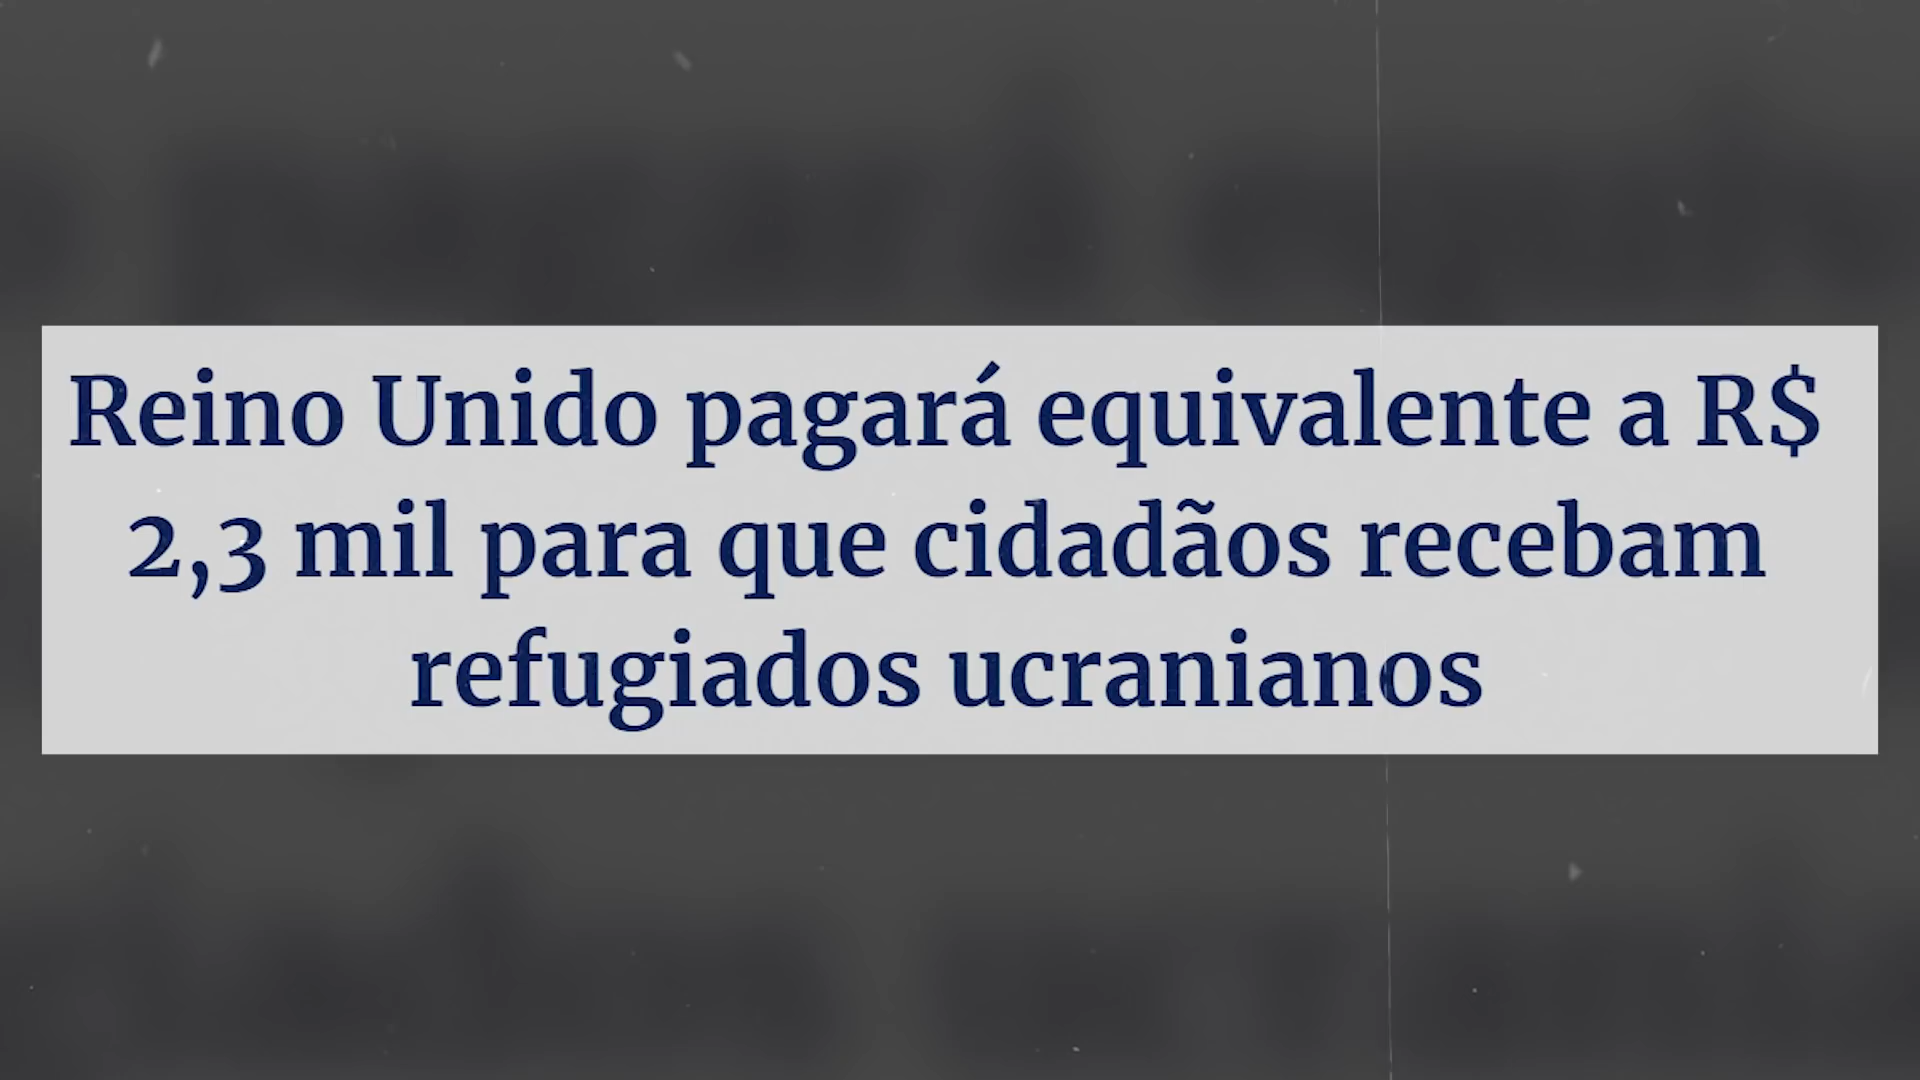 Reino Unido pagará equivalente a R$
2,3 mil para que cidadãos recebam
refugiados ucranianos